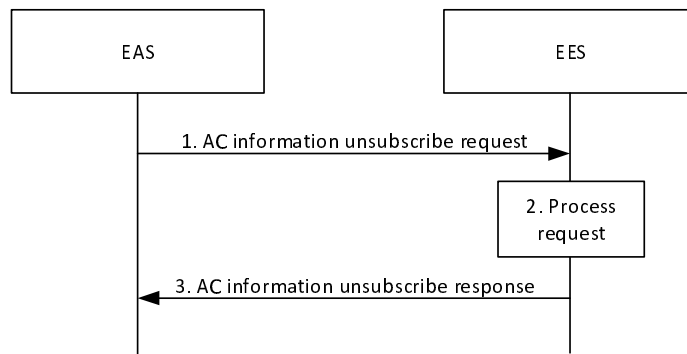 EAS
EES
1. AC information unsubscribe request
2. Process
request
3. AC information unsubscribe response